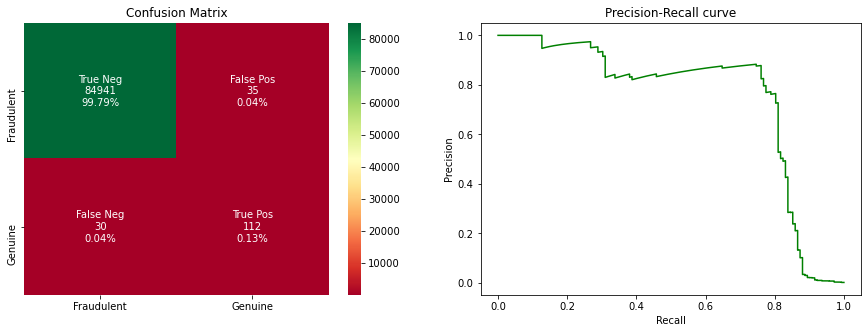 Confusion Matrix
True Neg
84941
99.79%
False Pos
35
0.04%
False Neg
30
0.04%
True Pos
112
0.13%
Fraudulent
Genuine
Fraudulent
Genuine
80000
70000
60000
50000
40000
30000
20000
10000
Precision-Recall curve
Precision
1.0
0.8
0.6
0.4
0.2
0.0
0.0
0.2
0.4
0.6
0.8
1.0
Recall